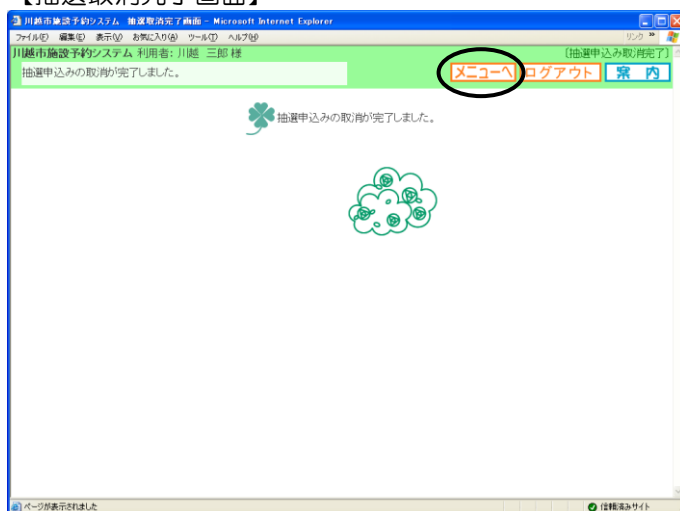 【抽選取消完了画面】
川越市施設予約システム 抽選取消完了画面 - Microsoft Internet Explorer
ファイル(F) 編集(E) 表示(V) お気に入り(A) ツール(T) ヘルプ(H) リンク »
川越市施設予約システム 利用者：川越 三郎 様 〔抽選申込み取消完了〕
抽選申込みの取消が完了しました。 メニューへ ログアウト 案 内
抽選申込みの取消が完了しました。
ページが表示されました 信頼済みサイト